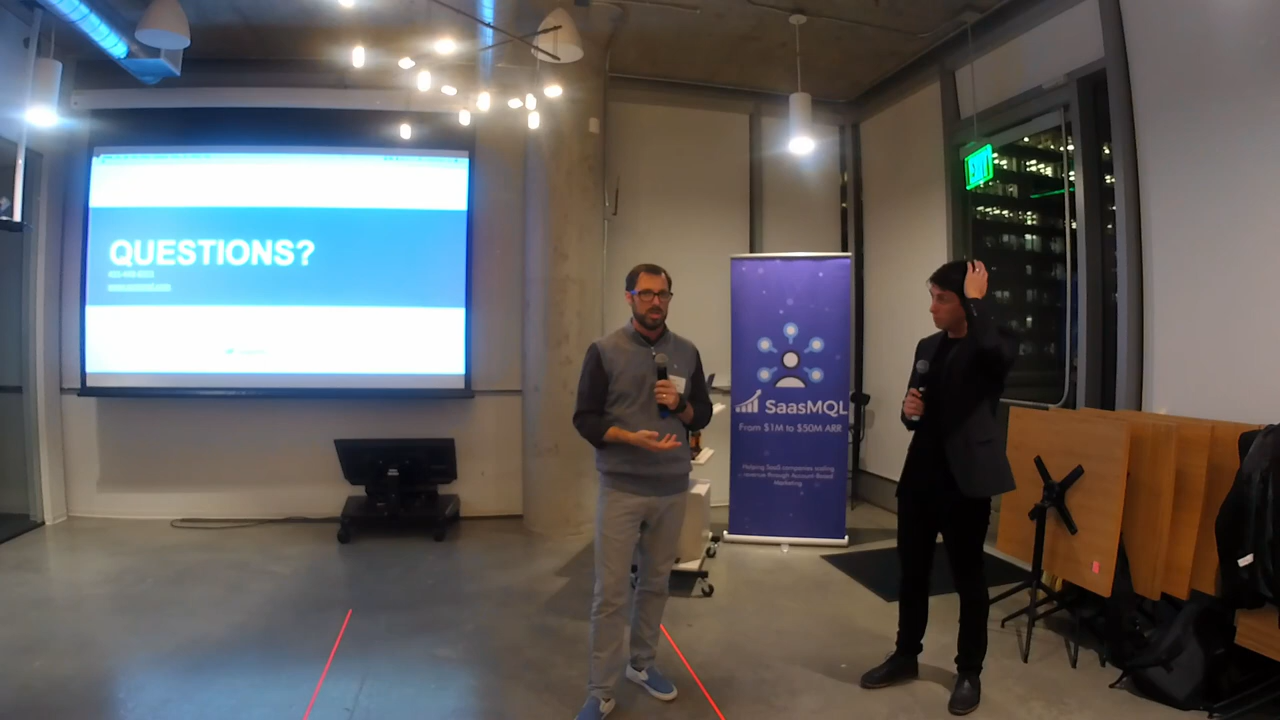 QUESTIONS?
EXIT
SaasMQL
From $1M to $50M ARR
Helping SaaS companies scaling
revenue through Account Based
Marketing